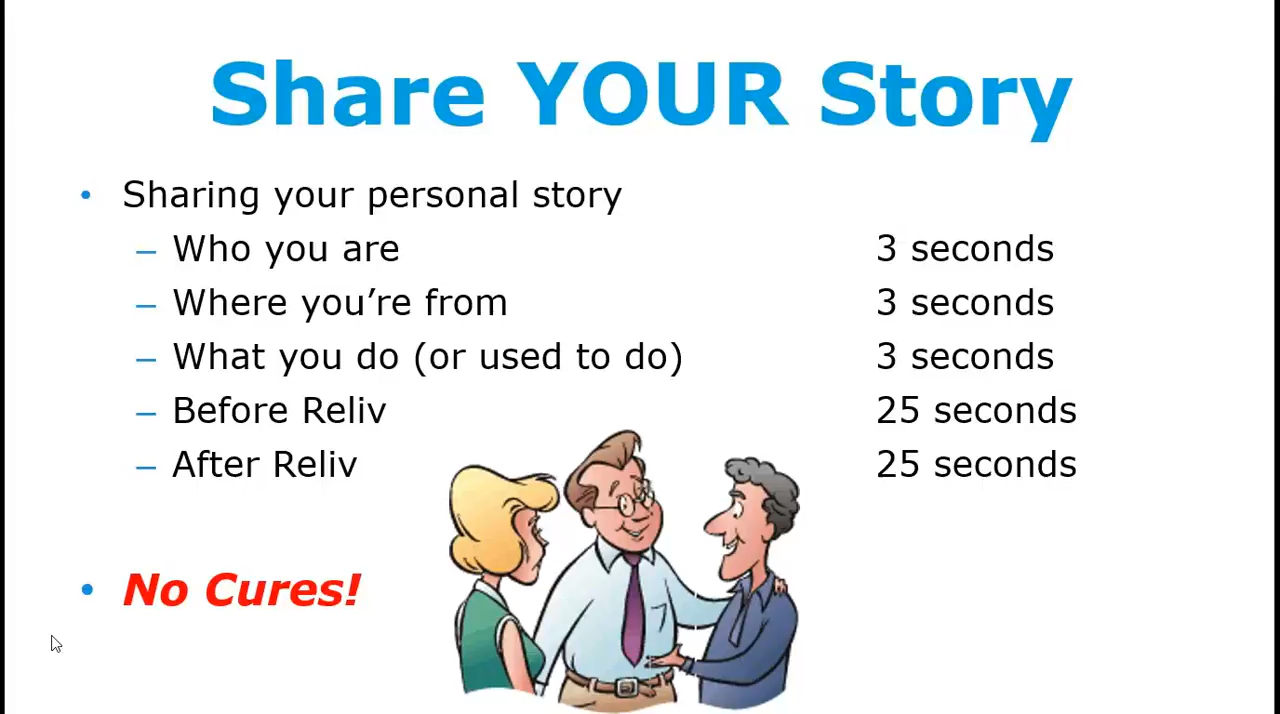 Share YOUR Story
• Sharing your personal story
– Who you are 3 seconds
– Where you’re from 3 seconds
– What you do (or used to do) 3 seconds
– Before Reliv 25 seconds
– After Reliv 25 seconds
• No Cures!